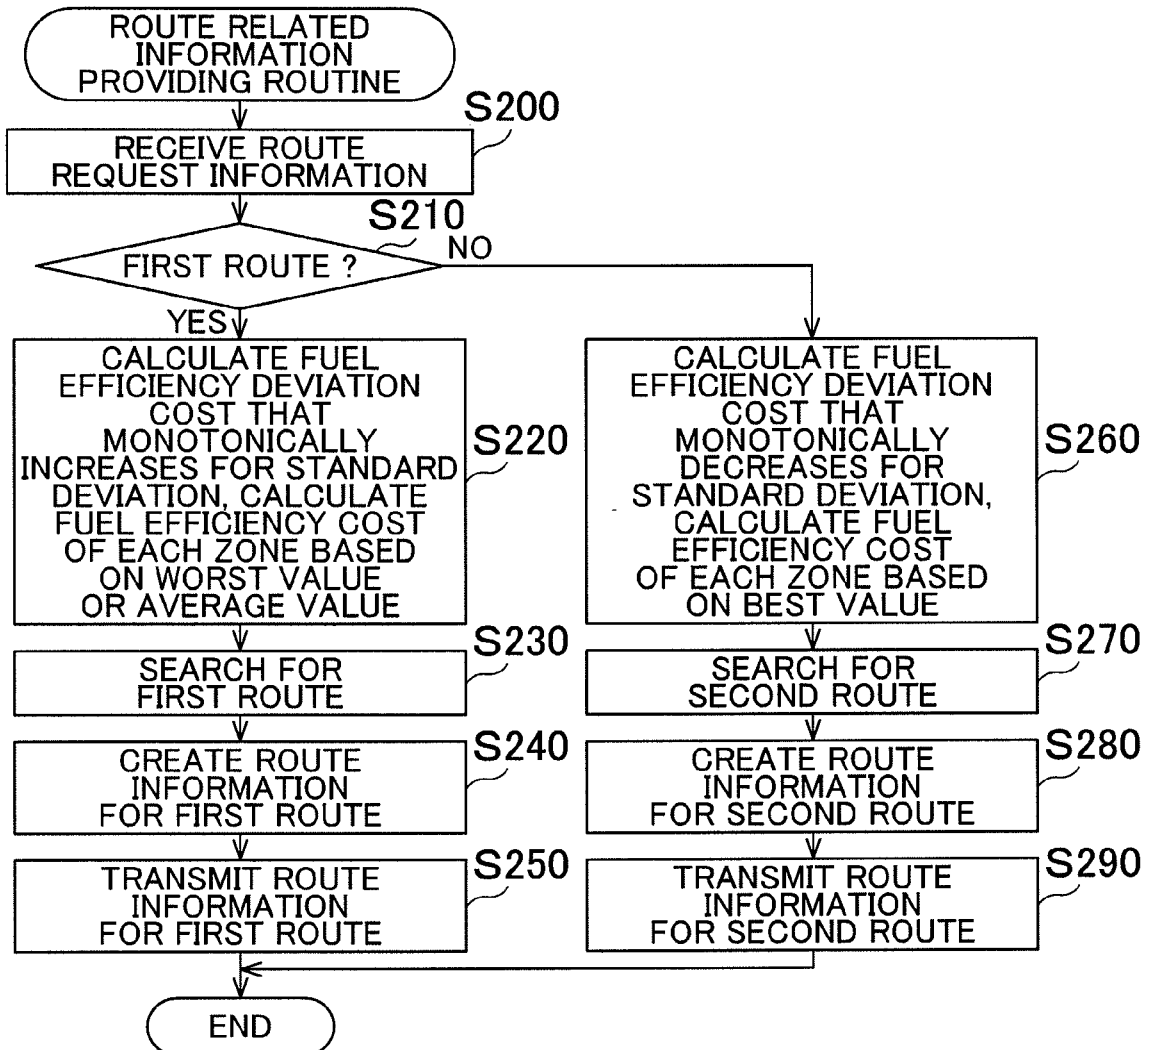 ROUTE RELATED
INFORMATION
PROVIDING ROUTINE
S200
RECEIVE ROUTE
REQUEST INFORMATION
S210
FIRST ROUTE ?
NO
YES
CALCULATE FUEL
EFFICIENCY DEVIATION
COST THAT
MONOTONICALLY
INCREASES FOR STANDARD
DEVIATION, CALCULATE
FUEL EFFICIENCY COST
OF EACH ZONE BASED
ON WORST VALUE
OR AVERAGE VALUE
S220
S230
SEARCH FOR
FIRST ROUTE
S240
CREATE ROUTE
INFORMATION
FOR FIRST ROUTE
S250
TRANSMIT ROUTE
INFORMATION
FOR FIRST ROUTE
CALCULATE FUEL
EFFICIENCY DEVIATION
COST THAT
MONOTONICALLY
DECREASES FOR
STANDARD DEVIATION,
CALCULATE FUEL
EFFICIENCY COST
OF EACH ZONE BASED
ON BEST VALUE
S260
S270
SEARCH FOR
SECOND ROUTE
S280
CREATE ROUTE
INFORMATION
FOR SECOND ROUTE
S290
TRANSMIT ROUTE
INFORMATION
FOR SECOND ROUTE
END